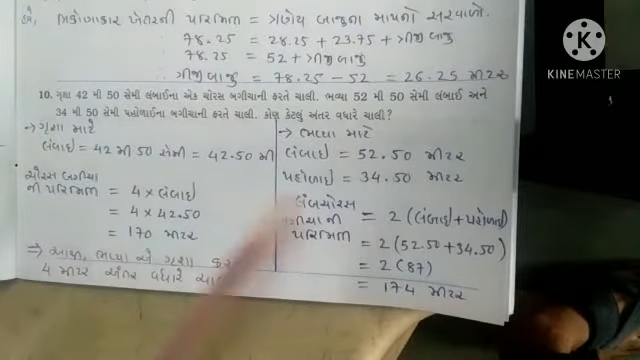 ત્રિકોણાકાર ખેતરની પરિમિતિ = ત્રણેય બાજુના માપનો સરવાળો.
78.25 = 28.25 + 23.75 + ત્રીજી બાજુ
78.25 = 52 + ત્રીજી બાજુ
∴ ત્રીજી બાજુ = 78.25 - 52 = 26.25 મીટર
KINEMASTER
10. ગ્રથા 42 મી 50 સેમી લંબાઈના એક ચોરસ બગીચાની ફરતે ચાલી. ભવ્યા 52 મી 50 સેમી લંબાઈ અને
34 મી 50 સેમી પહોળાઈના બગીચાની ફરતે ચાલી. કોણ કેટલું અંતર વધારે ચાલી ?
લંબાઇ = 42 મી 50 સેમી = 42.50 મી
ચોરસ બગીચા
ની પરિમિતિ = 4 × લંબાઇ
= 4 × 42.50
= 170 મીટર
⇒ આમ, ભવ્યા એ
4 મીટર અંતર વધારે
→ ભવ્યા માટે
લંબાઇ = 52.50 મીટર
પહોળાઇ = 34.50 મીટર
લંબચોરસ
પરિમિતિ = 2 (લંબાઇ + પહોળાઇ)
= 2 (52.50 + 34.50)
= 2 (87)
= 174 મીટર